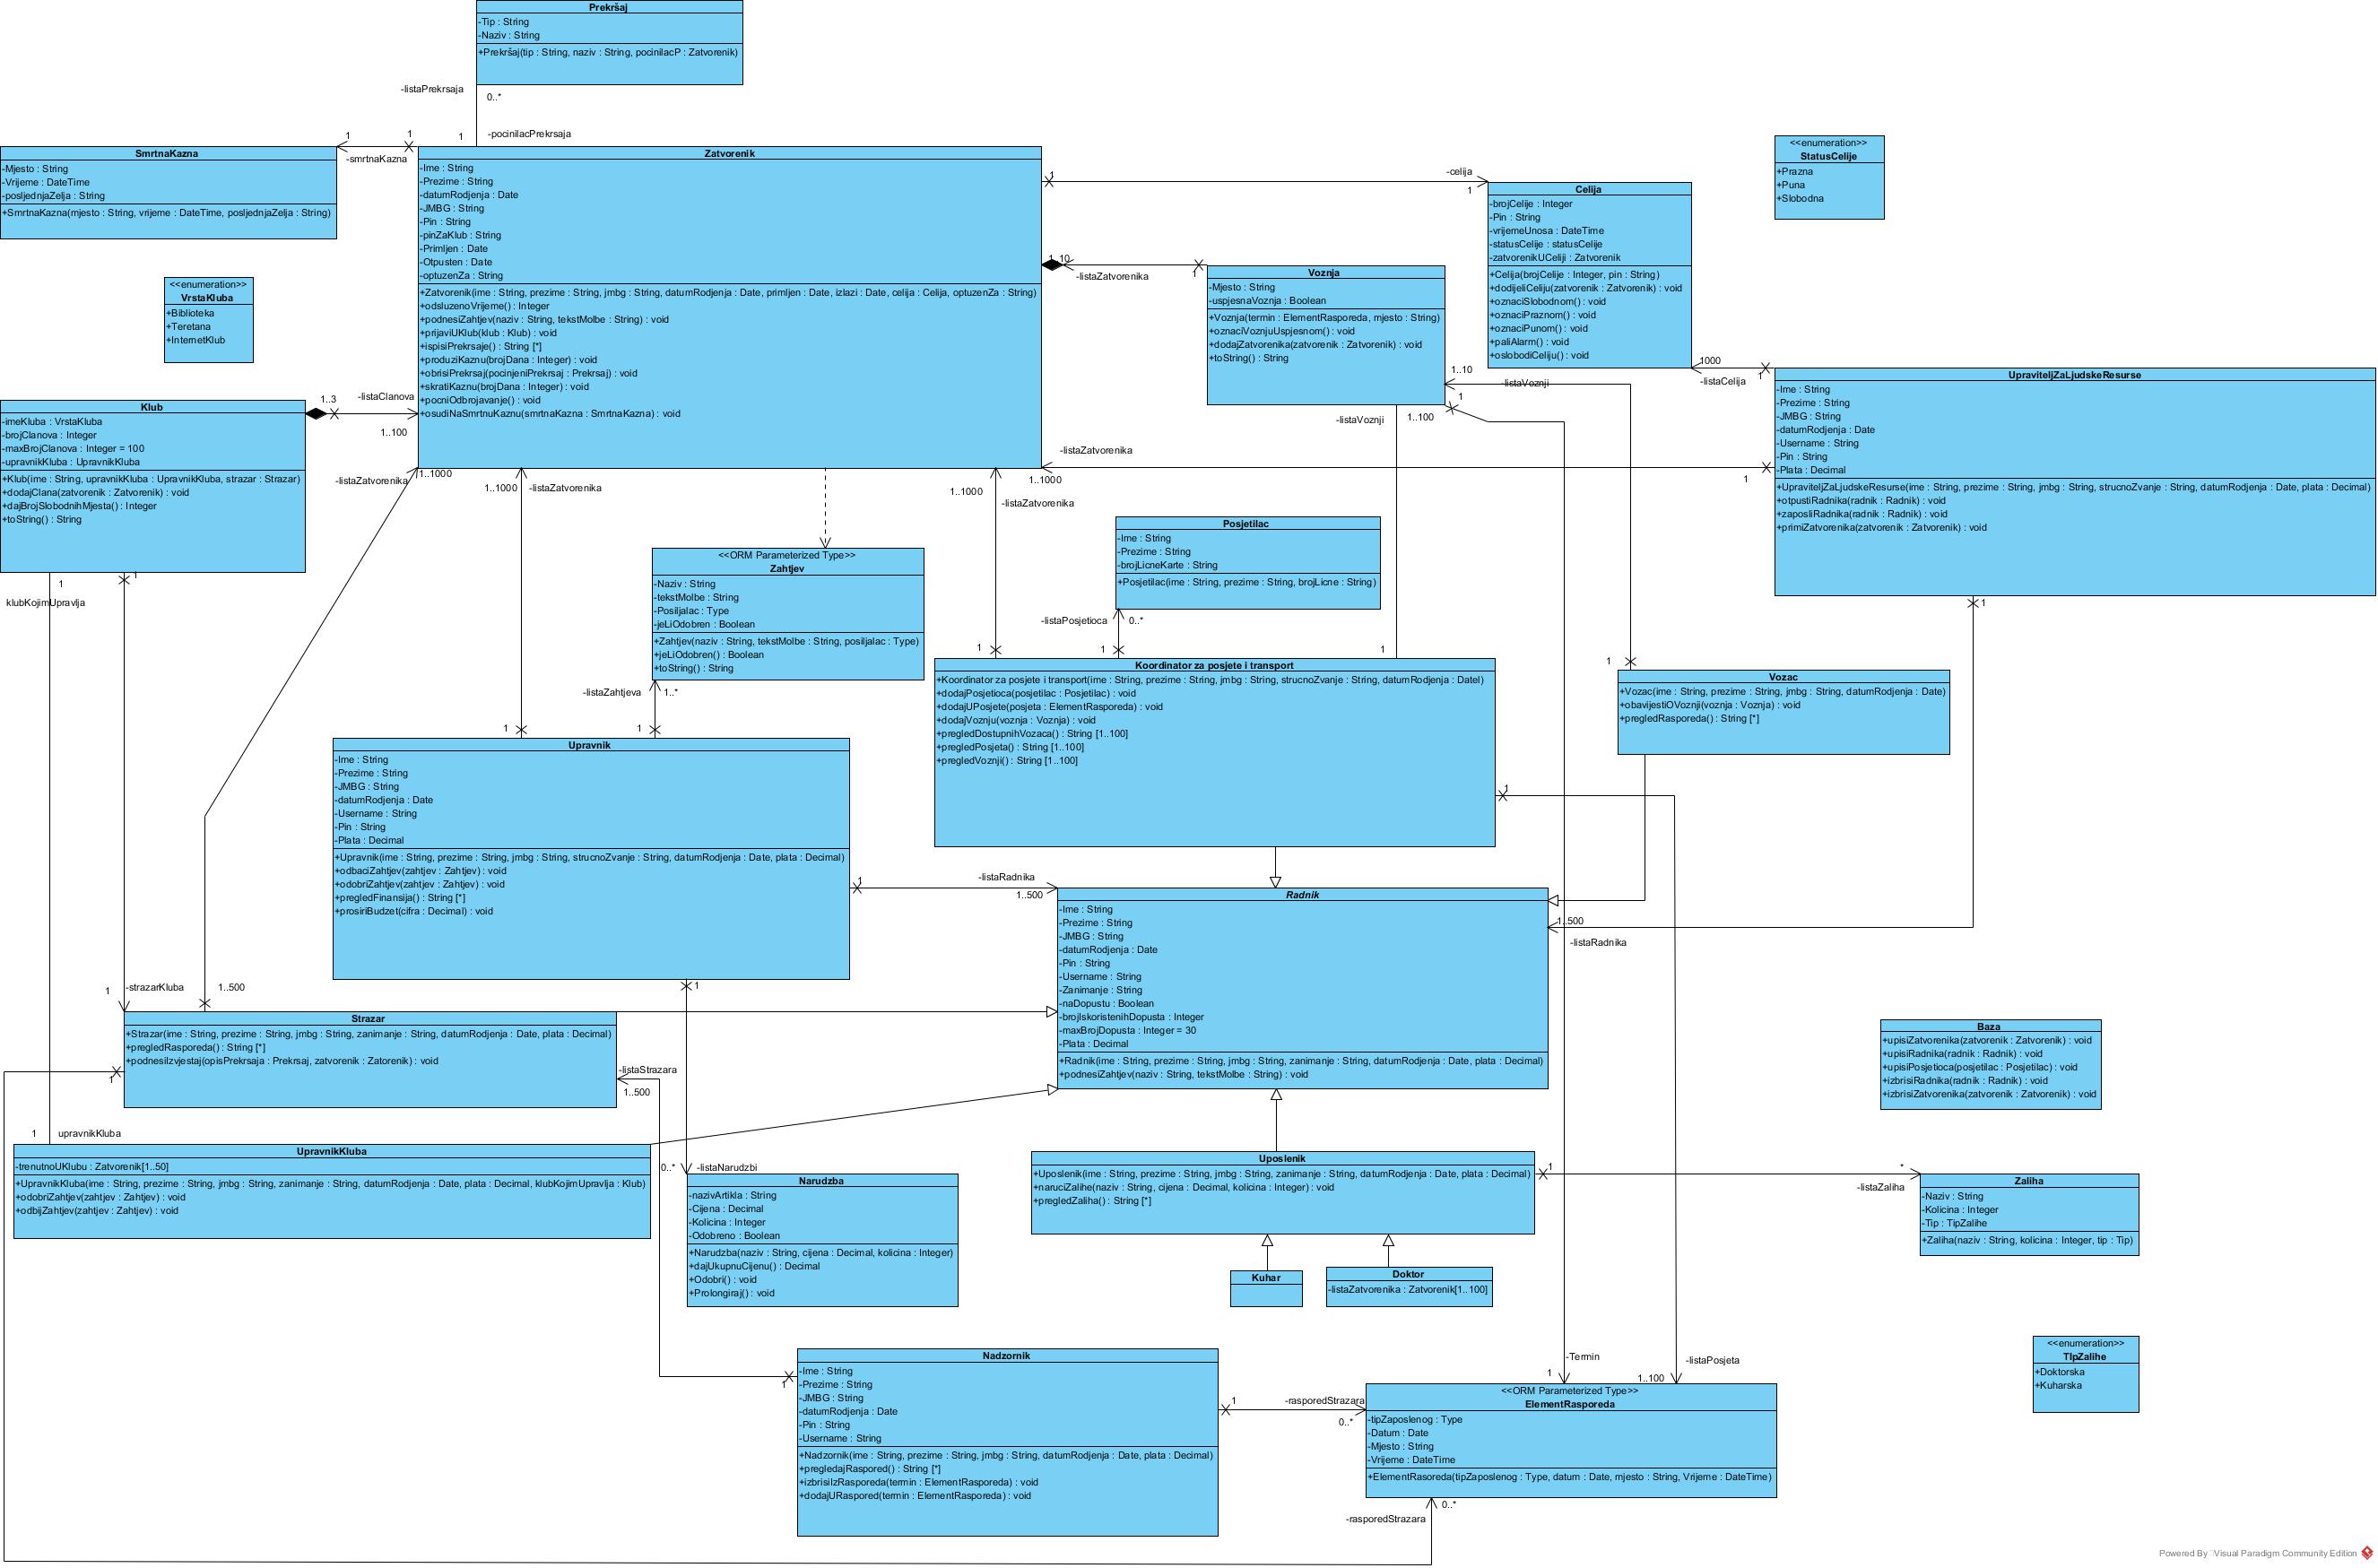 Prekršaj
-Tip : String
-Naziv : String
+Prekršaj(tip : String, naziv : String, pocinilacP : Zatvorenik)
-listaPrekrsaja
0..*
1
-pocinilacPrekrsaja
1
1
-smrtnaKazna
SmrtnaKazna
-Mjesto : String
-Vrijeme : DateTime
-posljednjaZelja : String
+SmrtnaKazna(mjesto : String, vrijeme : DateTime, posljednjaZelja : String)
Zatvorenik
-Ime : String
-Prezime : String
-datumRodjenja : Date
-JMBG : String
-Pin : String
-pinZaKlub : String
-Primljen : Date
-Otpusten : Date
-optuzenZa : String
+Zatvorenik(ime : String, prezime : String, jmbg : String, datumRodjenja : Date, primljen : Date, izlazi : Date, celija : Celija, optuzenZa : String)
+odsluzenoVrijeme() : Integer
+podnesiZahtjev(naziv : String, tekstMolbe : String) : void
+prijaviUKlub(klub : Klub) : void
+ispisiPrekrsaje() : String [*]
+produziKaznu(brojDana : Integer) : void
+obrisiPrekrsaj(pocinjeniPrekrsaj : Prekrsaj) : void
+skratiKaznu(brojDana : Integer) : void
+pocniOdbrojavanje() : void
+osudiNaSmrtnuKaznu(smrtnaKazna : SmrtnaKazna) : void
1
-celija
1
<<enumeration>>
StatusCelije
+Prazna
+Puna
+Slobodna
Celija
-brojCelije : Integer
-Pin : String
-vrijemeUnosa : DateTime
-statusCelije : statusCelije
-zatvorenikUCeliji : Zatvorenik
+Celija(brojCelije : Integer, pin : String)
+dodijeliCeliju(zatvorenik : Zatvorenik) : void
+oznaciSlobodnom() : void
+oznaciPraznom() : void
+oznaciPunom() : void
+paliAlarm() : void
+oslobodiCeliju() : void
1..10
-listaZatvorenika
1
Voznja
-Mjesto : String
-uspjesnaVoznja : Boolean
+Voznja(termin : ElementRasporeda, mjesto : String)
+oznaciVoznjuUspjesnom() : void
+dodajZatvorenika(zatvorenik : Zatvorenik) : void
+toString() : String
<<enumeration>>
VrstaKluba
+Biblioteka
+Teretana
+InternetKlub
1000
-listaCelija
1
UpraviteljZaLjudskeResurse
-Ime : String
-Prezime : String
-JMBG : String
-datumRodjenja : Date
-Username : String
-Pin : String
-Plata : Decimal
+UpraviteljZaLjudskeResurse(ime : String, prezime : String, jmbg : String, strucnoZvanje : String, datumRodjenja : Date, plata : Decimal)
+otpustiRadnika(radnik : Radnik) : void
+zaposliRadnika(radnik : Radnik) : void
+primiZatvorenika(zatvorenik : Zatvorenik) : void
Klub
-imeKluba : VrstaKluba
-brojClanova : Integer
-maxBrojClanova : Integer = 100
-upravnikKluba : UpravnikKluba
+Klub(ime : String, upravnikKluba : UpravnikKluba, strazar : Strazar)
+dodajClana(zatvorenik : Zatvorenik) : void
+dajBrojSlobodnihMjesta() : Integer
+toString() : String
1..3
-listaClanova
1..100
1..10
-listaVoznji
1
-listaVoznji
1..100
-listaZatvorenika
1..1000
1..1000
-listaZatvorenika
1..1000
-listaZatvorenika
1..1000
-listaZatvorenika
1
Posjetilac
-Ime : String
-Prezime : String
-brojLicneKarte : String
+Posjetilac(ime : String, prezime : String, brojLicne : String)
<<ORM Parameterized Type>>
Zahtjev
-Naziv : String
-tekstMolbe : String
-Posiljalac : Type
-jeLiOdobren : Boolean
+Zahtjev(naziv : String, tekstMolbe : String, posiljalac : Type)
+jeLiOdobren() : Boolean
+toString() : String
1
klubKojimUpravlja
1
-listaPosjetioca
0..*
1
1
1
1
1
Koordinator za posjete i transport
+Koordinator za posjete i transport(ime : String, prezime : String, jmbg : String, strucnoZvanje : String, datumRodjenja : Datel)
+dodajPosjetioca(posjetilac : Posjetilac) : void
+dodajUPosjete(posjeta : ElementRasporeda) : void
+dodajVoznju(voznja : Voznja) : void
+pregledDostupnihVozaca() : String [1..100]
+pregledPosjeta() : String [1..100]
+pregledVoznji() : String [1..100]
Vozac
+Vozac(ime : String, prezime : String, jmbg : String, datumRodjenja : Date)
+obavijestiOVoznji(voznja : Voznja) : void
+pregledRasporeda() : String [*]
-listaZahtjeva
1..*
1
1
Upravnik
-Ime : String
-Prezime : String
-JMBG : String
-datumRodjenja : Date
-Username : String
-Pin : String
-Plata : Decimal
+Upravnik(ime : String, prezime : String, jmbg : String, strucnoZvanje : String, datumRodjenja : Date, plata : Decimal)
+odbaciZahtjev(zahtjev : Zahtjev) : void
+odobriZahtjev(zahtjev : Zahtjev) : void
+pregledFinansija() : String [*]
+prosiriBudzet(cifra : Decimal) : void
1
1
-listaRadnika
1..500
Radnik
-Ime : String
-Prezime : String
-JMBG : String
-datumRodjenja : Date
-Pin : String
-Username : String
-Zanimanje : String
-naDopustu : Boolean
-brojIskoristenihDopusta : Integer
-maxBrojDopusta : Integer = 30
-Plata : Decimal
+Radnik(ime : String, prezime : String, jmbg : String, zanimanje : String, datumRodjenja : Date, plata : Decimal)
+podnesiZahtjev(naziv : String, tekstMolbe : String) : void
1..500
-listaRadnika
1
-strazarKluba
1..500
1
Strazar
+Strazar(ime : String, prezime : String, jmbg : String, zanimanje : String, datumRodjenja : Date, plata : Decimal)
+pregledRasporeda() : String [*]
+podnesiIzvjestaj(opisPrekrsaja : Prekrsaj, zatvorenik : Zatorenik) : void
1
-listaStrazara
1..500
Baza
+upisiZatvorenika(zatvorenik : Zatvorenik) : void
+upisiRadnika(radnik : Radnik) : void
+upisiPosjetioca(posjetilac : Posjetilac) : void
+izbrisiRadnika(radnik : Radnik) : void
+izbrisiZatvorenika(zatvorenik : Zatvorenik) : void
1
upravnikKluba
UpravnikKluba
-trenutnoUKlubu : Zatvorenik[1..50]
+UpravnikKluba(ime : String, prezime : String, jmbg : String, zanimanje : String, datumRodjenja : Date, plata : Decimal, klubKojimUpravlja : Klub)
+odobriZahtjev(zahtjev : Zahtjev) : void
+odbijZahtjev(zahtjev : Zahtjev) : void
0..*
-listaNarudzbi
Narudzba
-nazivArtikla : String
-Cijena : Decimal
-Kolicina : Integer
-Odobreno : Boolean
+Narudzba(naziv : String, cijena : Decimal, kolicina : Integer)
+dajUkupnuCijenu() : Decimal
+Odobri() : void
+Prolongiraj() : void
Uposlenik
+Uposlenik(ime : String, prezime : String, jmbg : String, zanimanje : String, datumRodjenja : Date, plata : Decimal)
+naruciZalihe(naziv : String, cijena : Decimal, kolicina : Integer) : void
+pregledZaliha() : String [*]
1
*
-listaZaliha
Zaliha
-Naziv : String
-Kolicina : Integer
-Tip : TipZalihe
+Zaliha(naziv : String, kolicina : Integer, tip : Tip)
Kuhar
Doktor
-listaZatvorenika : Zatvorenik[1..100]
<<enumeration>>
TIpZalihe
+Doktorska
+Kuharska
-Termin
1
-listaPosjeta
1..100
1
Nadzornik
-Ime : String
-Prezime : String
-JMBG : String
-datumRodjenja : Date
-Pin : String
-Username : String
+Nadzornik(ime : String, prezime : String, jmbg : String, datumRodjenja : Date, plata : Decimal)
+pregledajRaspored() : String [*]
+izbrisiIzRasporeda(termin : ElementRasporeda) : void
+dodajURaspored(termin : ElementRasporeda) : void
1
-rasporedStrazara
0..*
<<ORM Parameterized Type>>
ElementRasporeda
-tipZaposlenog : Type
-Datum : Date
-Mjesto : String
-Vrijeme : DateTime
+ElementRasoreda(tipZaposlenog : Type, datum : Date, mjesto : String, Vrijeme : DateTime)
0..*
-rasporedStrazara
Powered By Visual Paradigm Community Edition